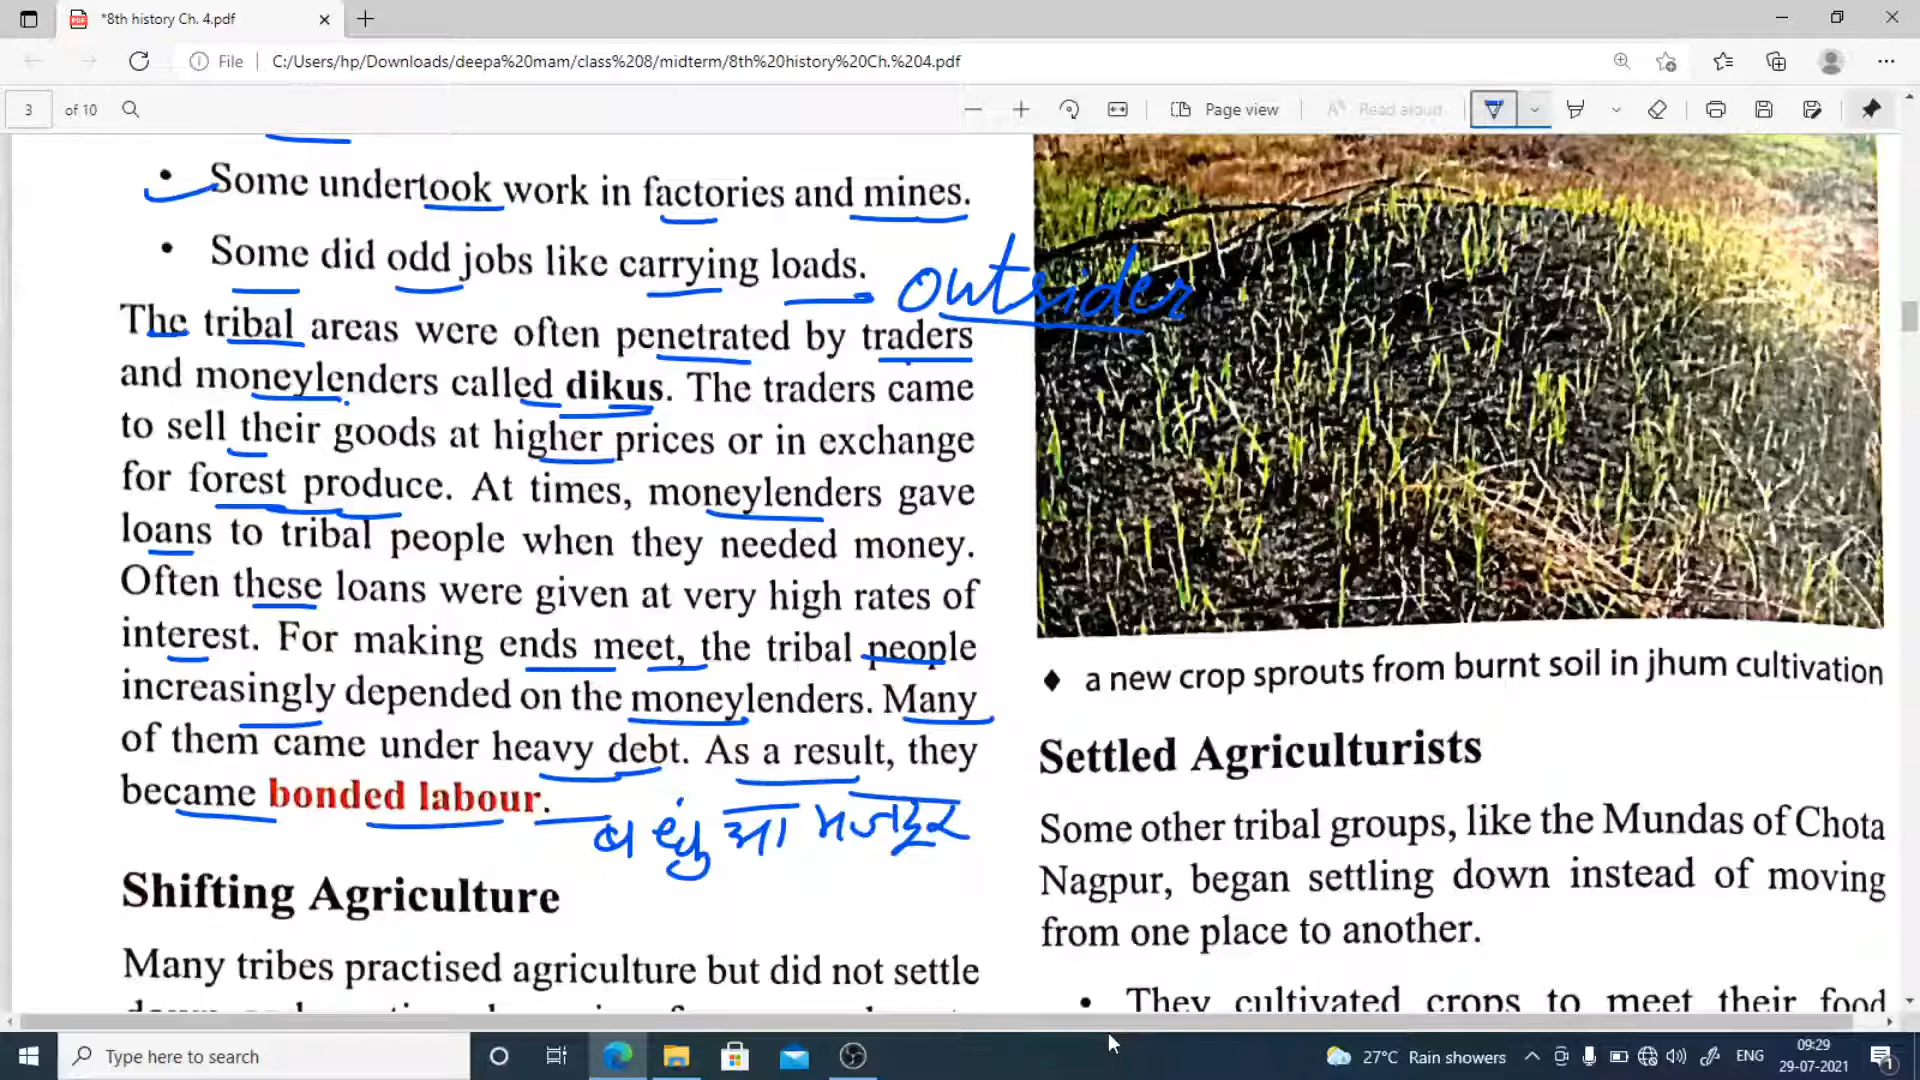 *8th history Ch. 4.pdf
File C:/Users/hp/Downloads/deepa%20mam/class%208/midterm/8th%20history%20Ch.%204.pdf
3 of 10 Page view Read aloud
• Some undertook work in factories and mines.
• Some did odd jobs like carrying loads.
outsider
The tribal areas were often penetrated by traders
and moneylenders called dikus. The traders came
to sell their goods at higher prices or in exchange
for forest produce. At times, moneylenders gave
loans to tribal people when they needed money.
Often these loans were given at very high rates of
interest. For making ends meet, the tribal people
increasingly depended on the moneylenders. Many
of them came under heavy debt. As a result, they
became bonded labour.
बंधुआ मजदूर
Shifting Agriculture
Many tribes practised agriculture but did not settle
♦ a new crop sprouts from burnt soil in jhum cultivation
Settled Agriculturists
Some other tribal groups, like the Mundas of Chota
Nagpur, began settling down instead of moving
from one place to another.
• They cultivated crops to meet their food
Type here to search
27°C Rain showers
ENG
09:29
29-07-2021
1